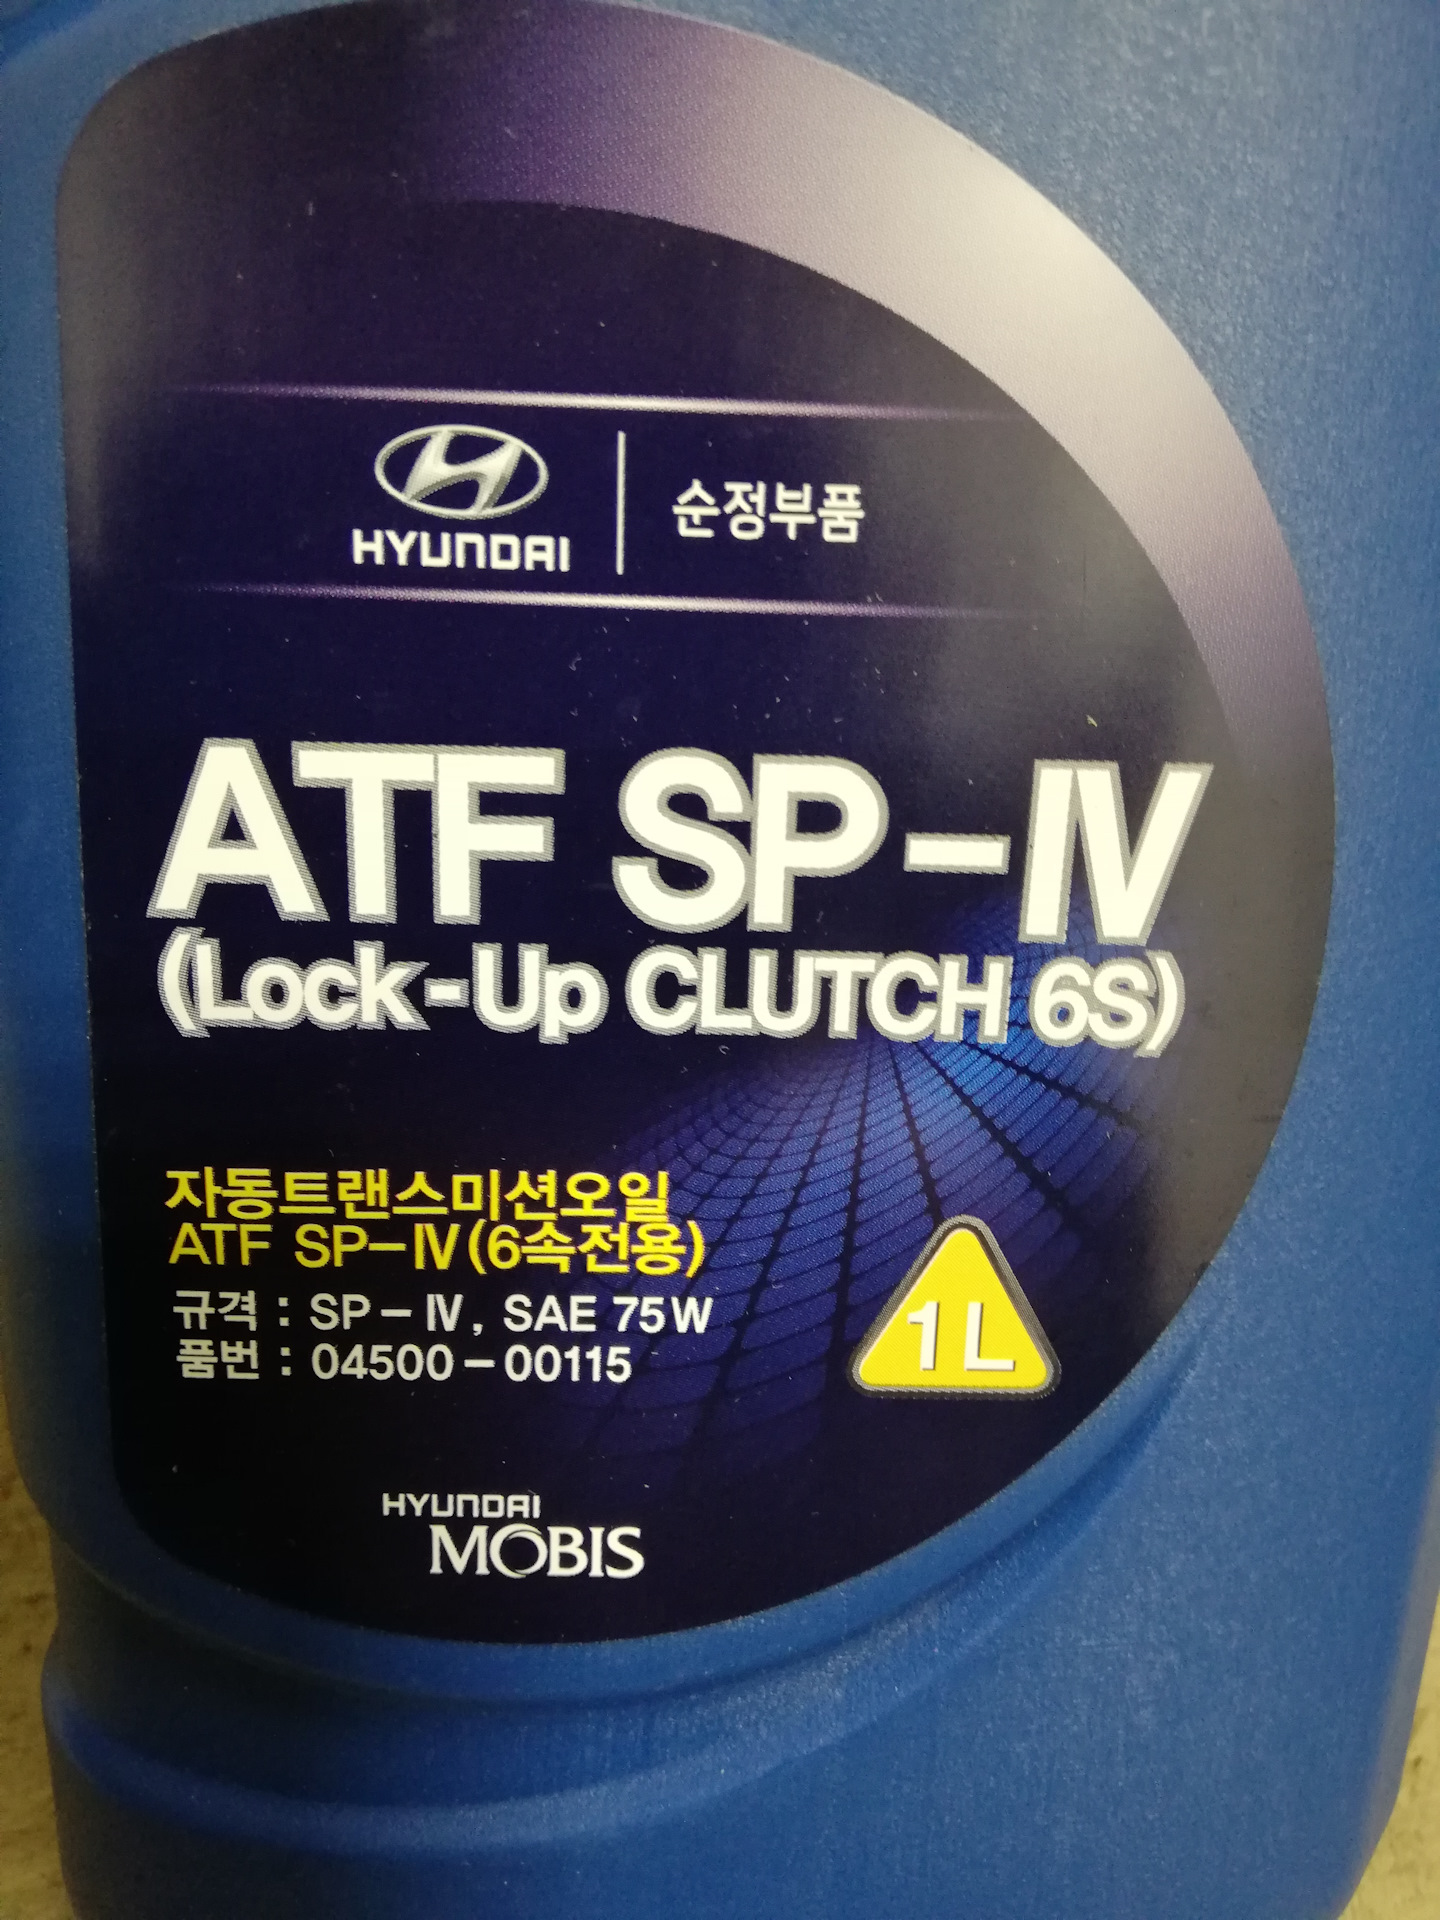 HYUNDAI
순정부품
ATF SP-IV
(Lock-Up CLUTCH 6S)
자동트랜스미션오일
ATF SP-IV(6속전용)
규격 : SP-IV, SAE 75W
품번 : 04500-00115
1L
HYUNDAI
MOBIS